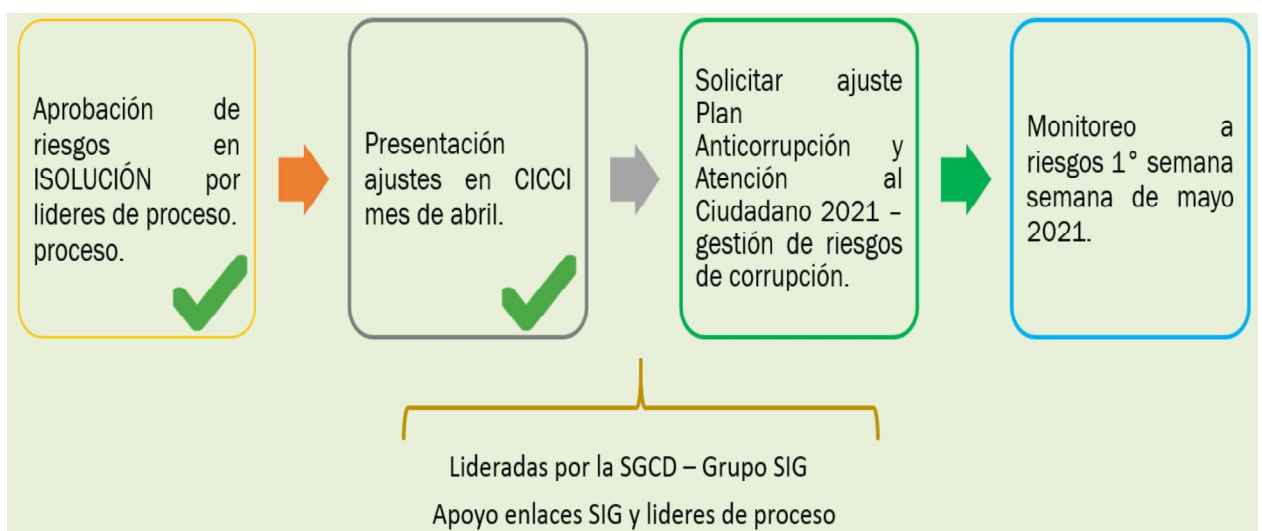 Aprobación de
riesgos en
ISOLUCIÓN por
lideres de proceso.
proceso.
Presentación
ajustes en CICCI
mes de abril.
Solicitar ajuste
Plan
Anticorrupción y
Atención al
Ciudadano 2021 –
gestión de riesgos
de corrupción.
Monitoreo a
riesgos 1° semana
semana de mayo
2021.
Lideradas por la SGCD – Grupo SIG
Apoyo enlaces SIG y lideres de proceso